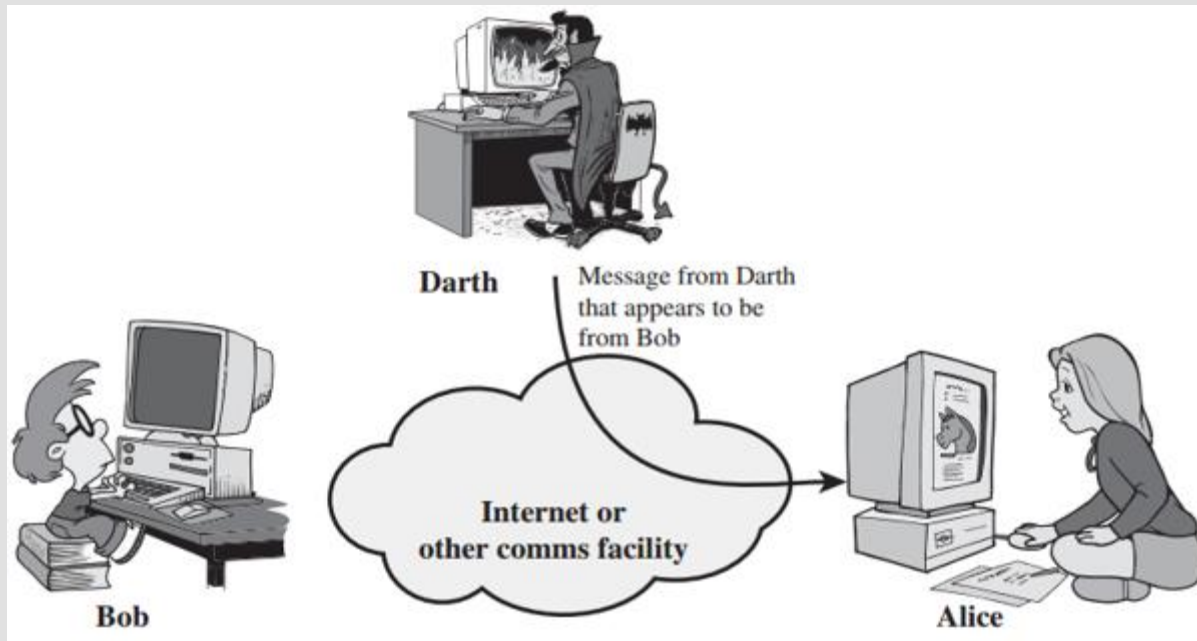 Darth
Message from Darth
that appears to be
from Bob
Internet or
other comms facility
Bob
Alice